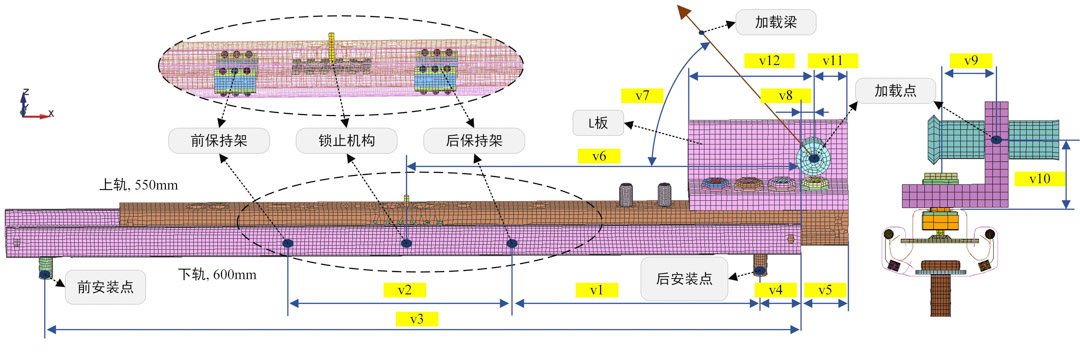 加载梁
v12
v11
v9
v8
加载点
v7
Z
Y
X
L板
前保持架
锁止机构
后保持架
v6
v10
上轨, 550mm
下轨, 600mm
前安装点
后安装点
v2
v1
v4
v5
v3